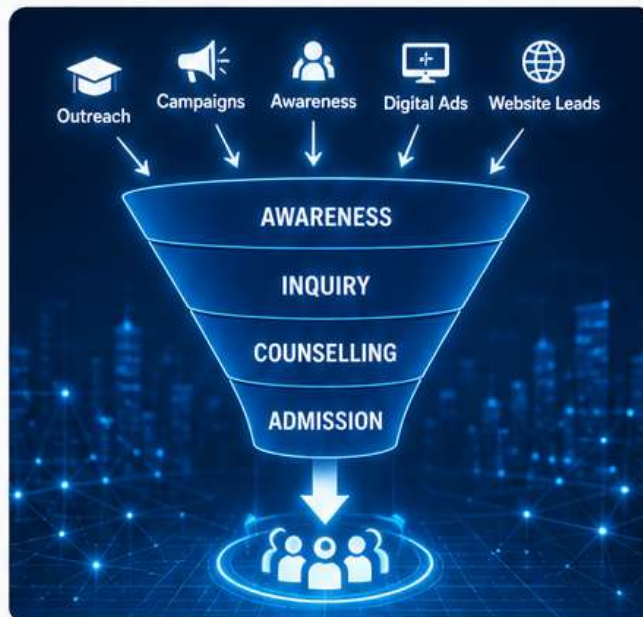 Outreach
Campaigns
Awareness
Digital Ads
Website Leads
AWARENESS
INQUIRY
COUNSELLING
ADMISSION